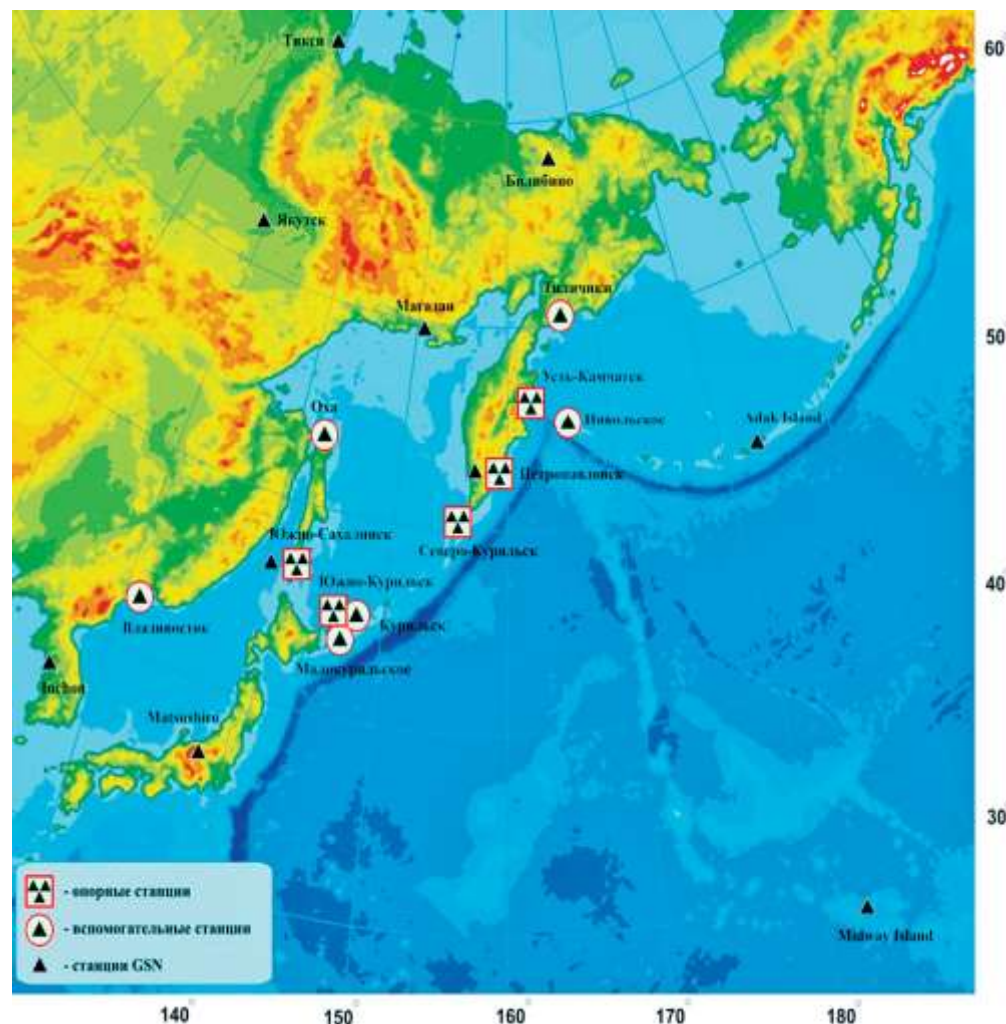 Тикси
60
Билибино
Якутск
Тиличики
Магадан
50
Усть-Камчатск
Оха
Никольское
Adak Island
Петропавловск
Южно-Сахалинск
Северо-Курильск
Южно-Курильск
40
Владивосток
Курильск
Малокурильское
Inchon
Matsushiro
30
- опорные станции
- вспомогательные станции
Midway Island
- станции GSN
140
150
160
170
180